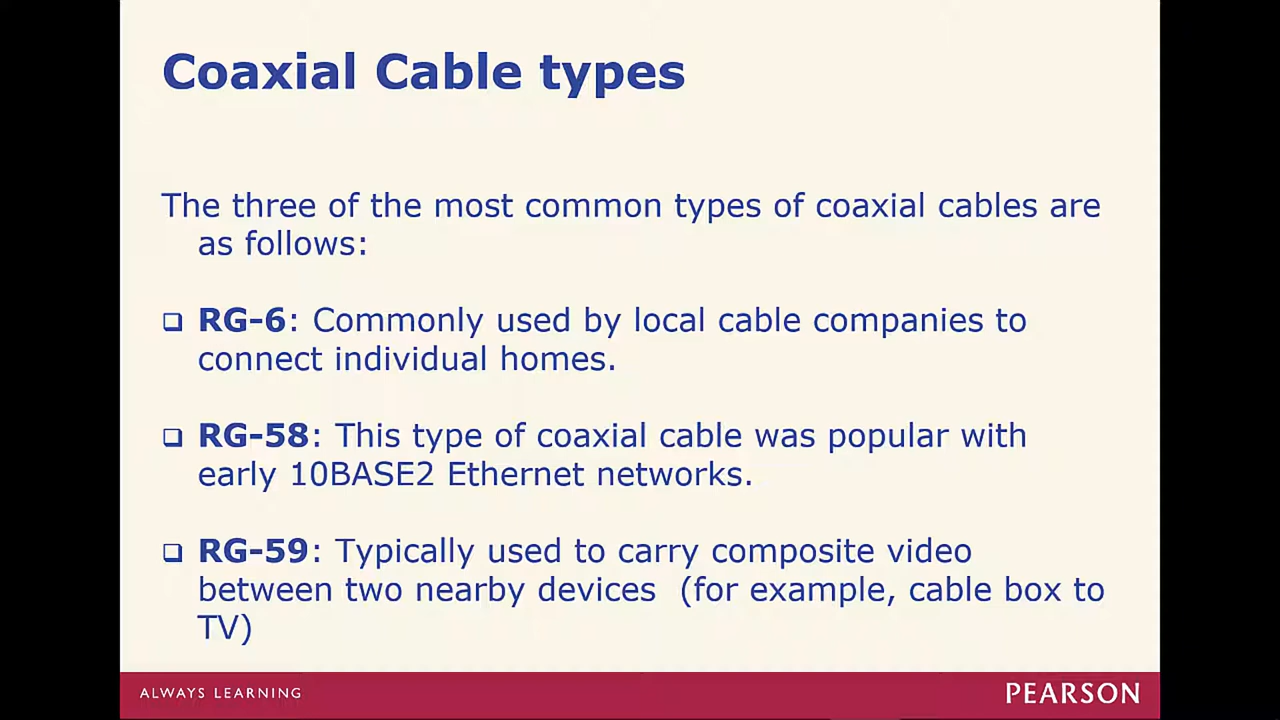 Coaxial Cable types
The three of the most common types of coaxial cables are
as follows:
❑ RG-6: Commonly used by local cable companies to
connect individual homes.
❑ RG-58: This type of coaxial cable was popular with
early 10BASE2 Ethernet networks.
❑ RG-59: Typically used to carry composite video
between two nearby devices (for example, cable box to
TV)
ALWAYS LEARNING
PEARSON